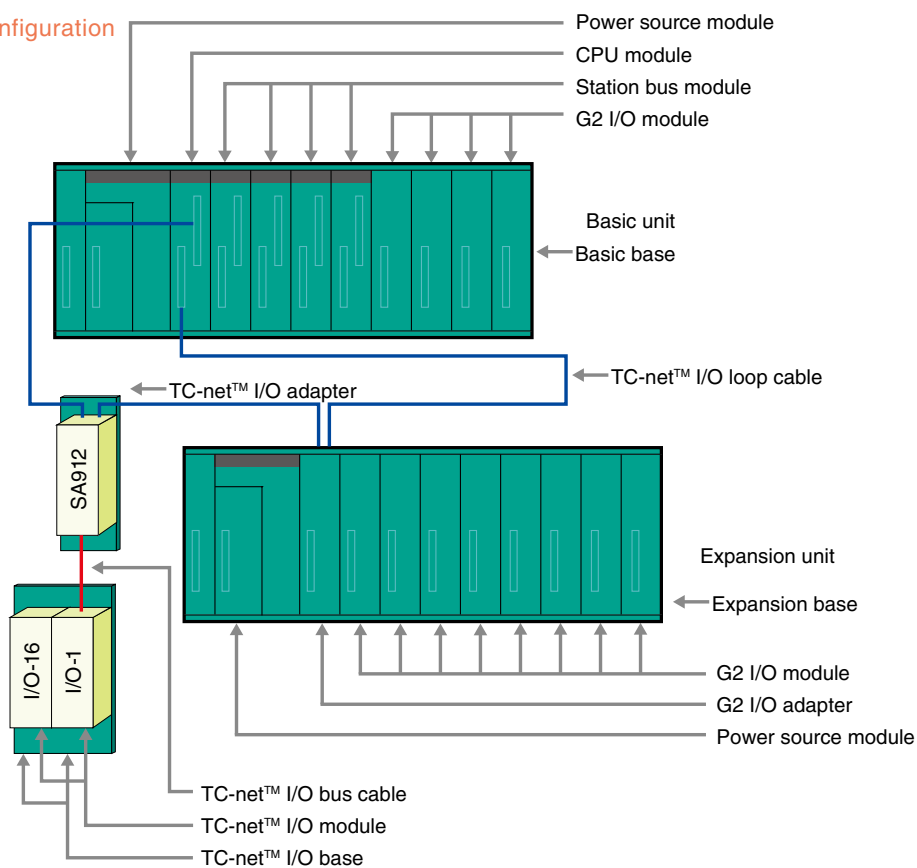 nfiguration
Power source module
CPU module
Station bus module
G2 I/O module
Basic unit
Basic base
TC-net™ I/O adapter
TC-net™ I/O loop cable
SA912
Expansion unit
Expansion base
I/O-16
I/O-1
G2 I/O module
G2 I/O adapter
Power source module
TC-net™ I/O bus cable
TC-net™ I/O module
TC-net™ I/O base